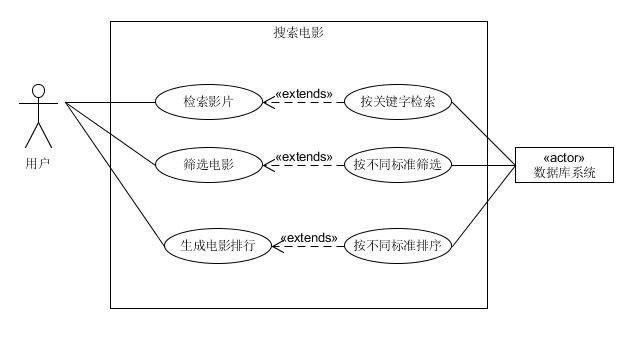 搜索电影
检索影片
«extends»
按关键字检索
用户
筛选电影
«extends»
按不同标准筛选
«actor»
数据库系统
生成电影排行
«extends»
按不同标准排序